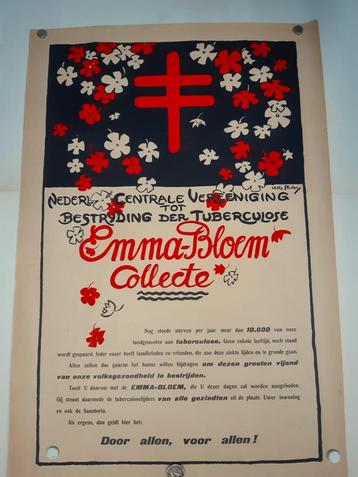 NEDERL. CENTRALE VEREENIGING
TOT
BESTRYDING DER TUBERCULOSE
Emma-Bloem
Collecte
Nog steeds sterven per jaar meer dan 10.000 van onze
landgenooten aan tuberculose. Geen enkele leeftijd, noch stand
wordt gespaard. Ieder onzer heeft familieleden en vrienden, die aan deze ziekte lijden en te gronde gaan.
Allen zullen dus gaarne het hunne willen bijdragen om dezen grooten vijand
van onze volksgezondheid te bestrijden.
Tooit U daarom met de EMMA-BLOEM, die U dezer dagen zal worden aangeboden.
Gij steunt daarmede de tuberculoselijders van alle gezindten uit de plaats Uwer inwoning
en ook de Sanatoria.
Als ergens, dan geldt hier het:
Door allen, voor allen!